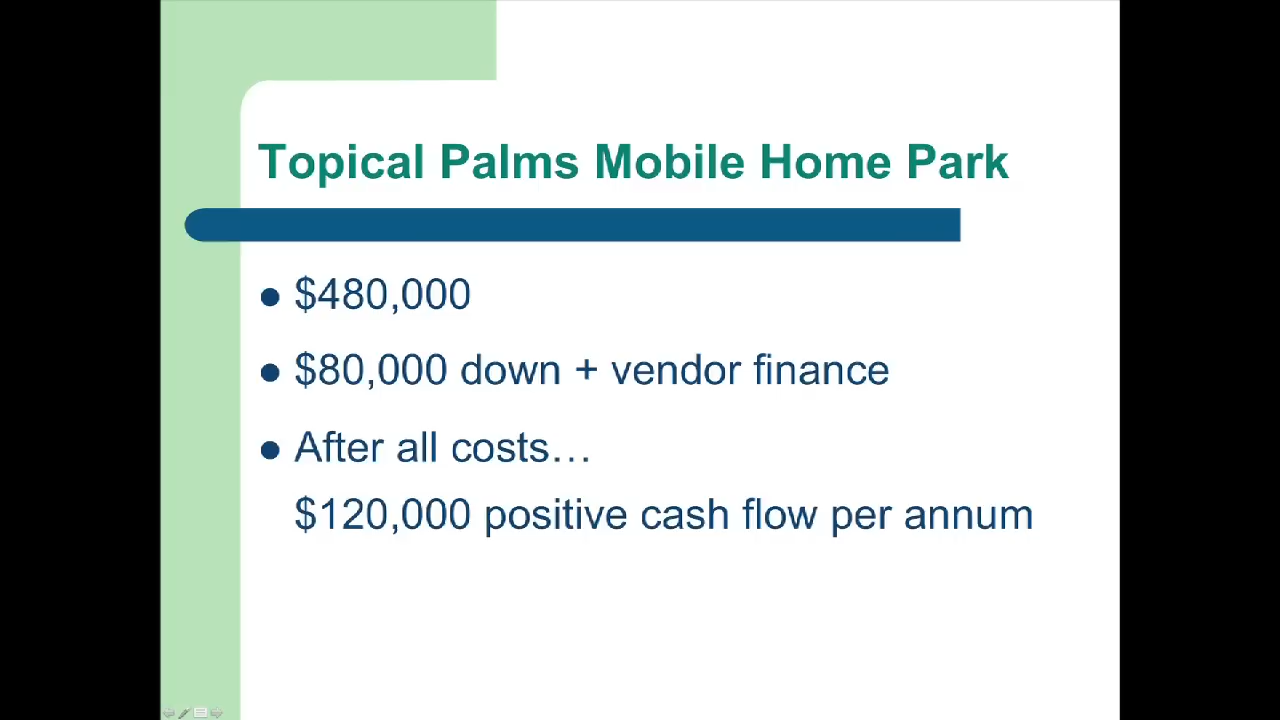 Topical Palms Mobile Home Park
● $480,000
● $80,000 down + vendor finance
● After all costs…
$120,000 positive cash flow per annum